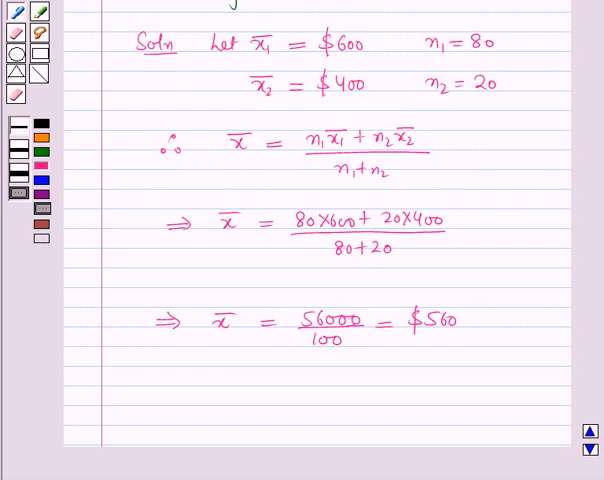 Soln Let x̄₁ = $600 n₁ = 80
x̄₂ = $400 n₂ = 20
∴ x̄ = n₁x̄₁ + n₂x̄₂
n₁+n₂
⇒ x̄ = 80×600 + 20×400
80+20
⇒ x̄ = 56000 = $560
100